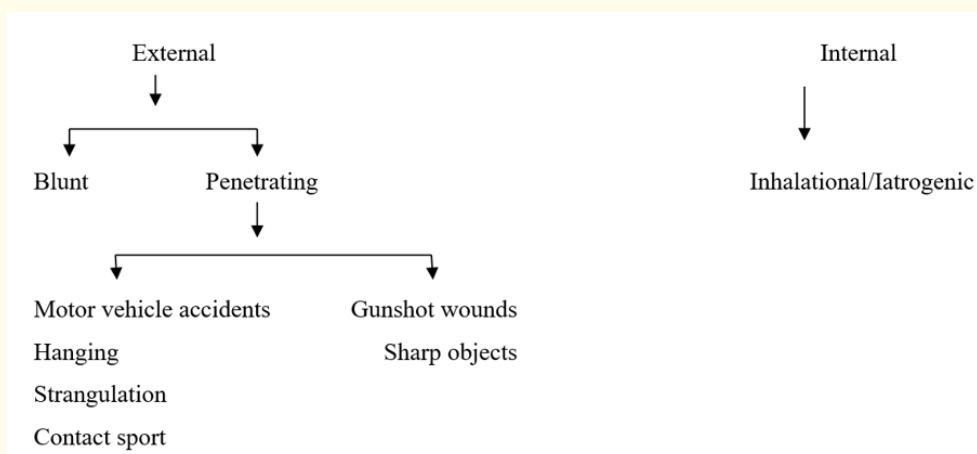 External Internal
Blunt Penetrating Inhalational/Iatrogenic
Motor vehicle accidents Gunshot wounds
Hanging Sharp objects
Strangulation
Contact sport